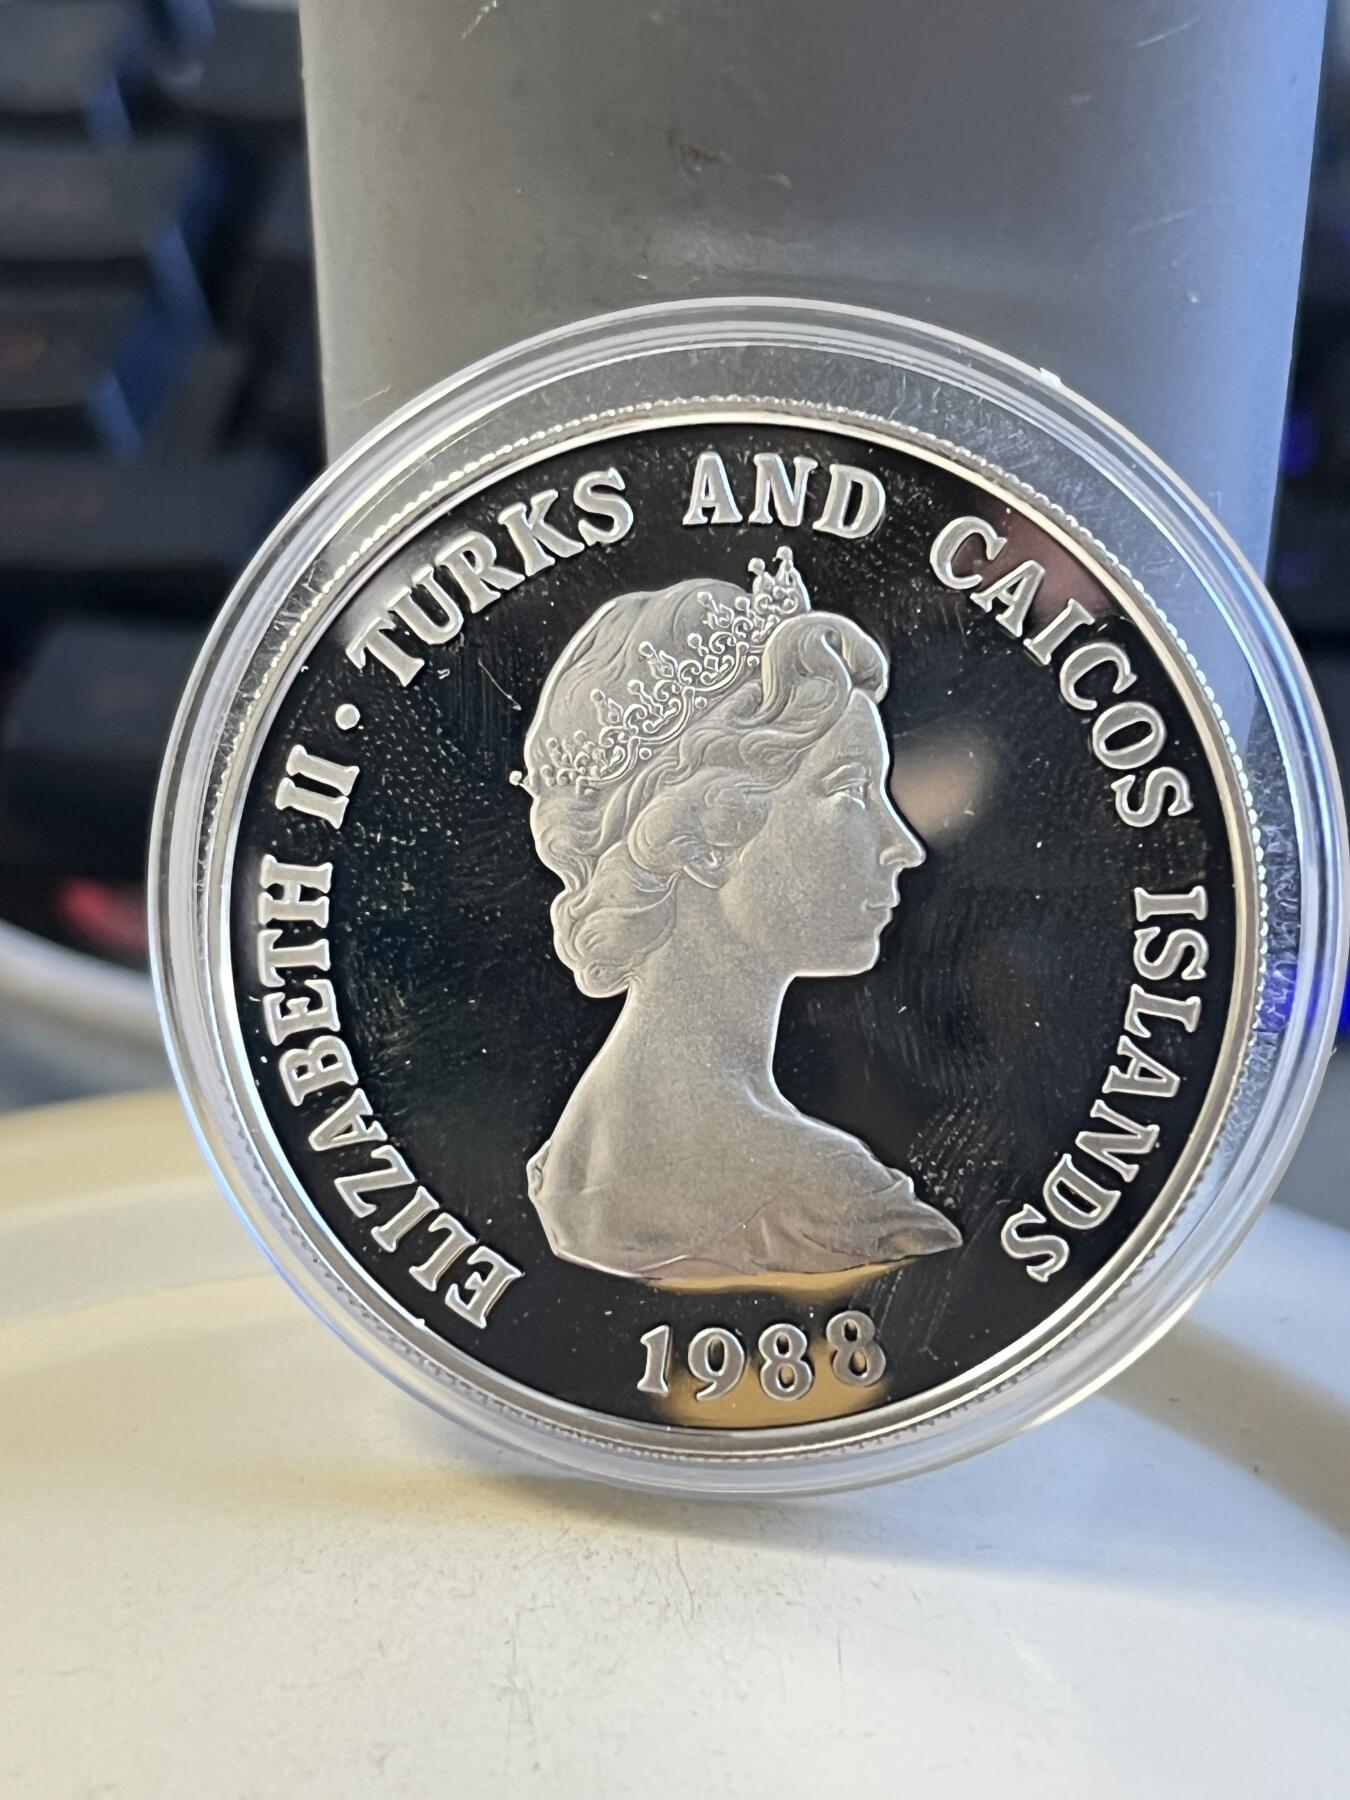 ELIZABETH II · TURKS AND CAICOS ISLANDS
1988